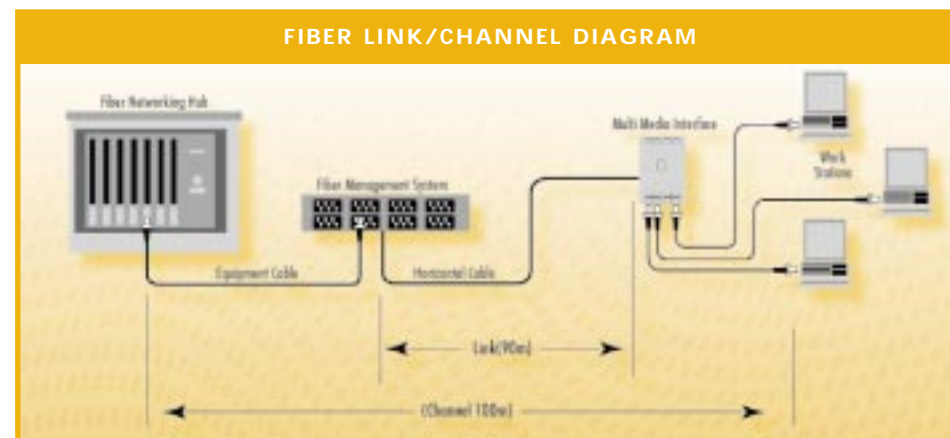 FIBER LINK/CHANNEL DIAGRAM
Fiber Networking Hub
Multi Media Interface
Work
Stations
Fiber Management System
Equipment Cable
Horizontal Cable
Link(90m)
(Channel 100m)